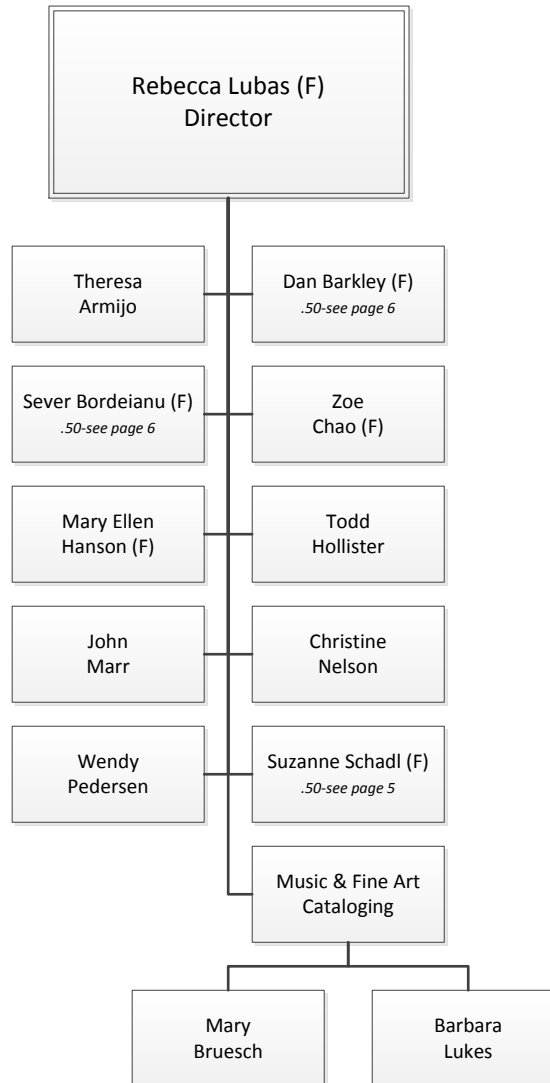 Rebecca Lubas (F)
Director
Theresa
Armijo
Dan Barkley (F)
.50-see page 6
Sever Bordeianu (F)
.50-see page 6
Zoe
Chao (F)
Mary Ellen
Hanson (F)
Todd
Hollister
John
Marr
Christine
Nelson
Wendy
Pedersen
Suzanne Schadl (F)
.50-see page 5
Music & Fine Art
Cataloging
Mary
Bruesch
Barbara
Lukes